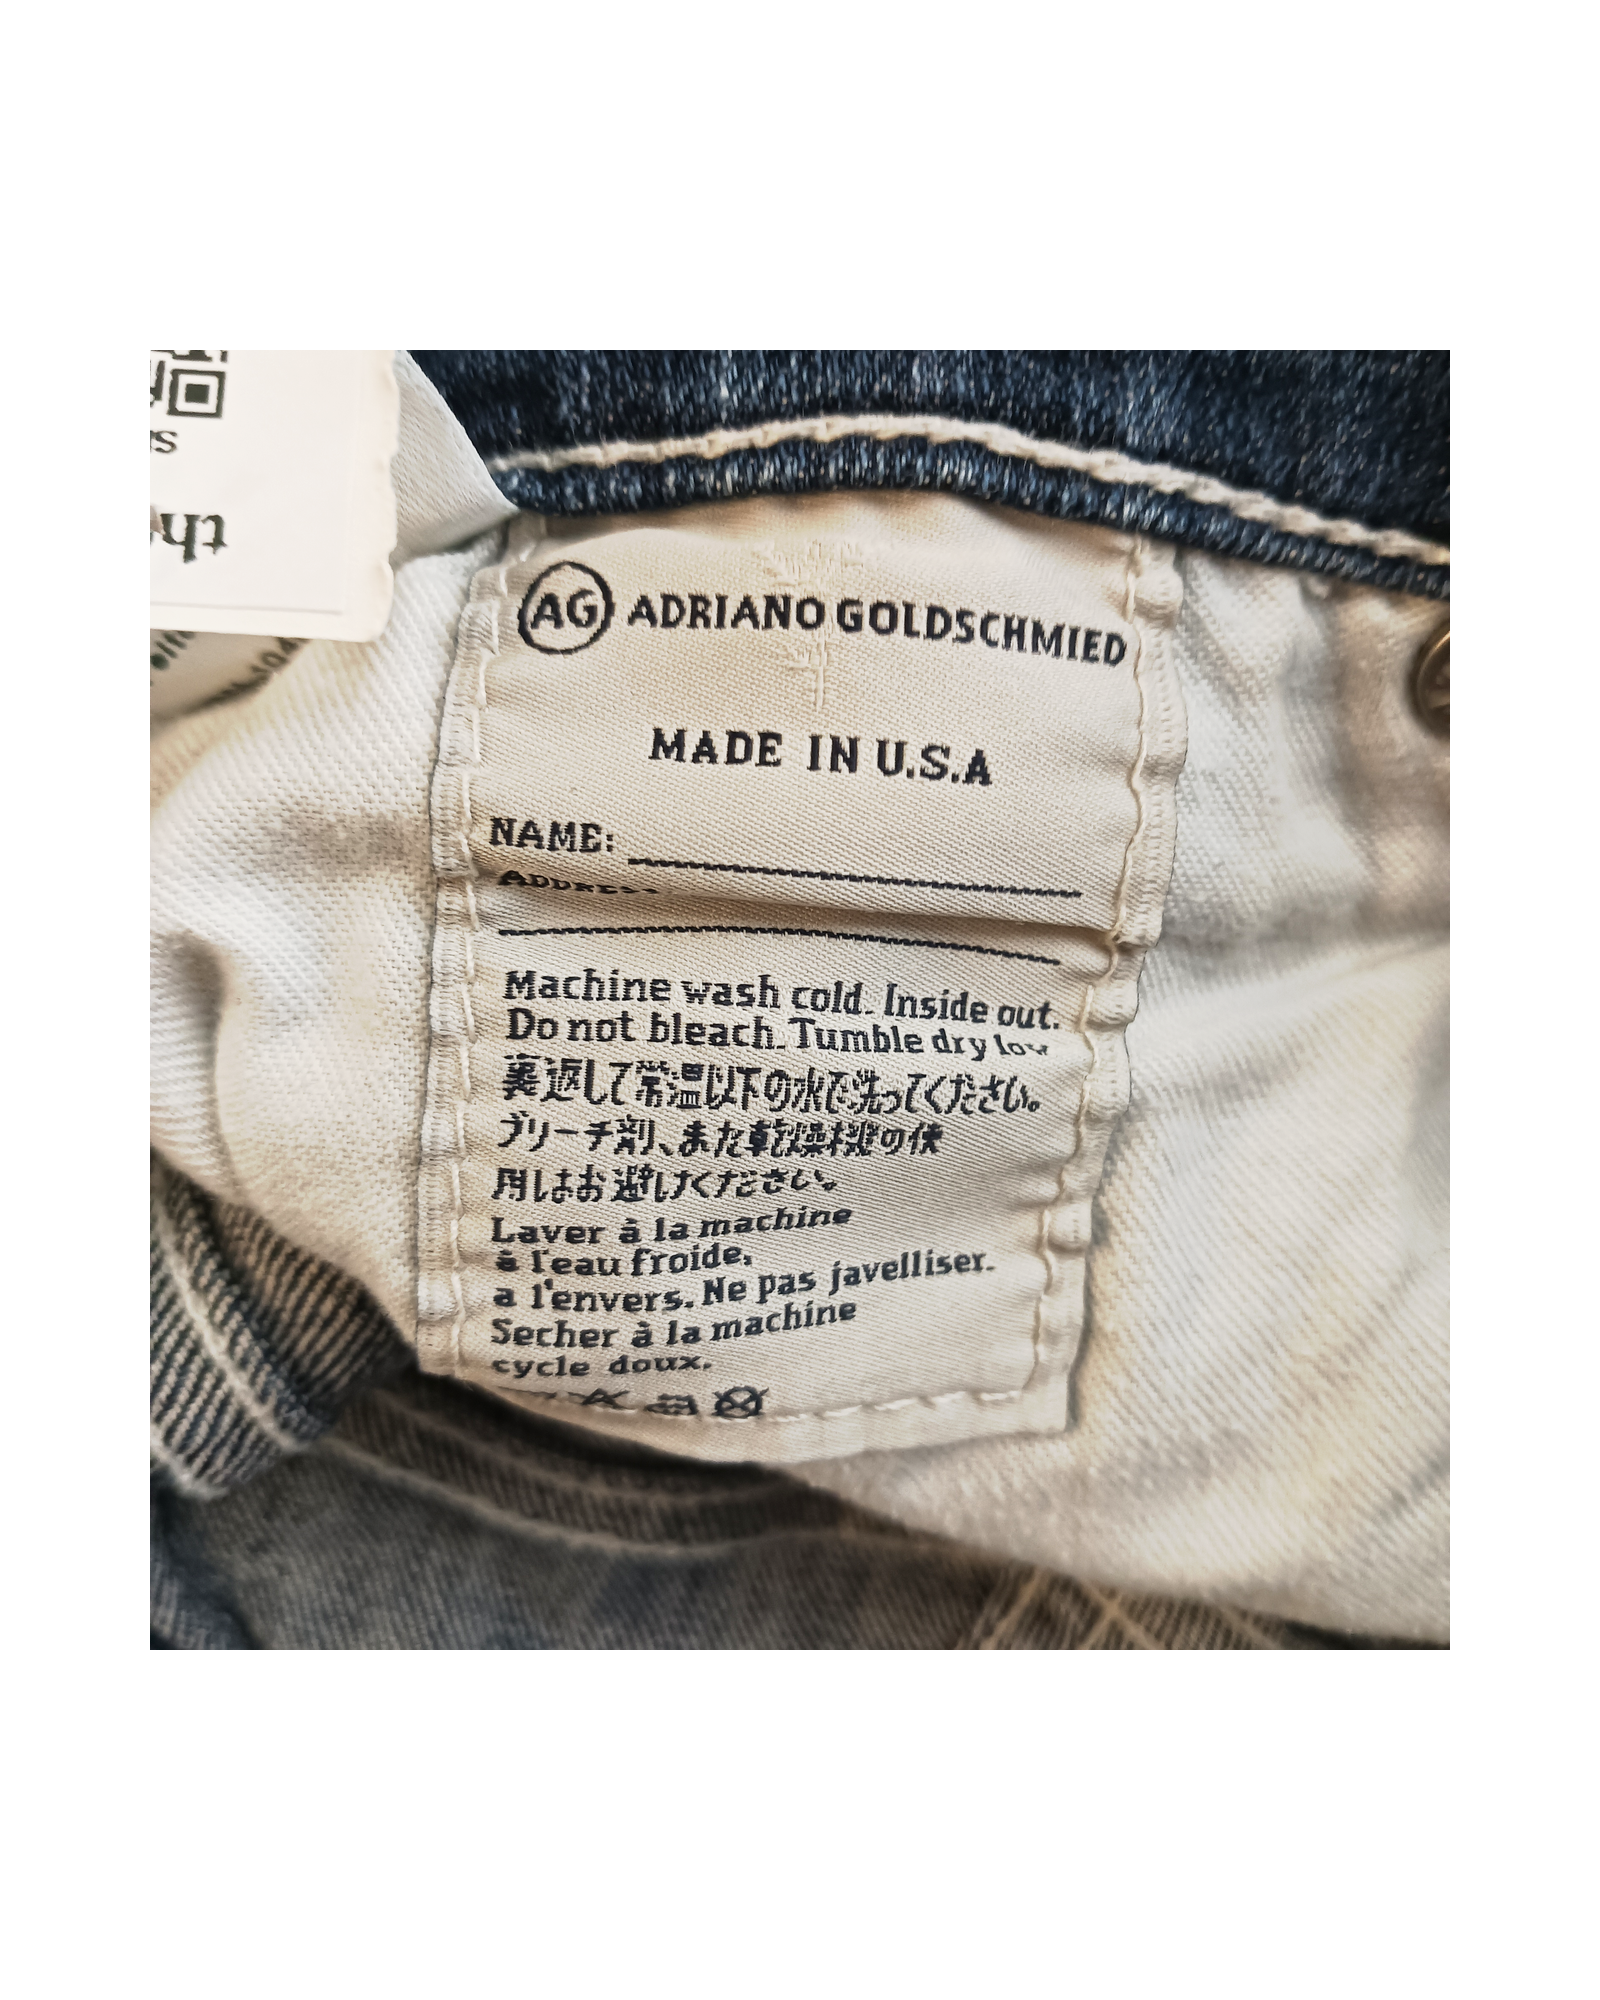 AG ADRIANO GOLDSCHMIED
MADE IN U.S.A
NAME:
ADDRESS
Machine wash cold. Inside out.
Do not bleach. Tumble dry low
裏返して常温以下の水で洗ってください。
ブリーチ剤、また乾燥機の使
用しはお避けください。
Laver à la machine
à l'eau froide,
a l'envers. Ne pas javelliser.
Secher à la machine
cycle doux.
th